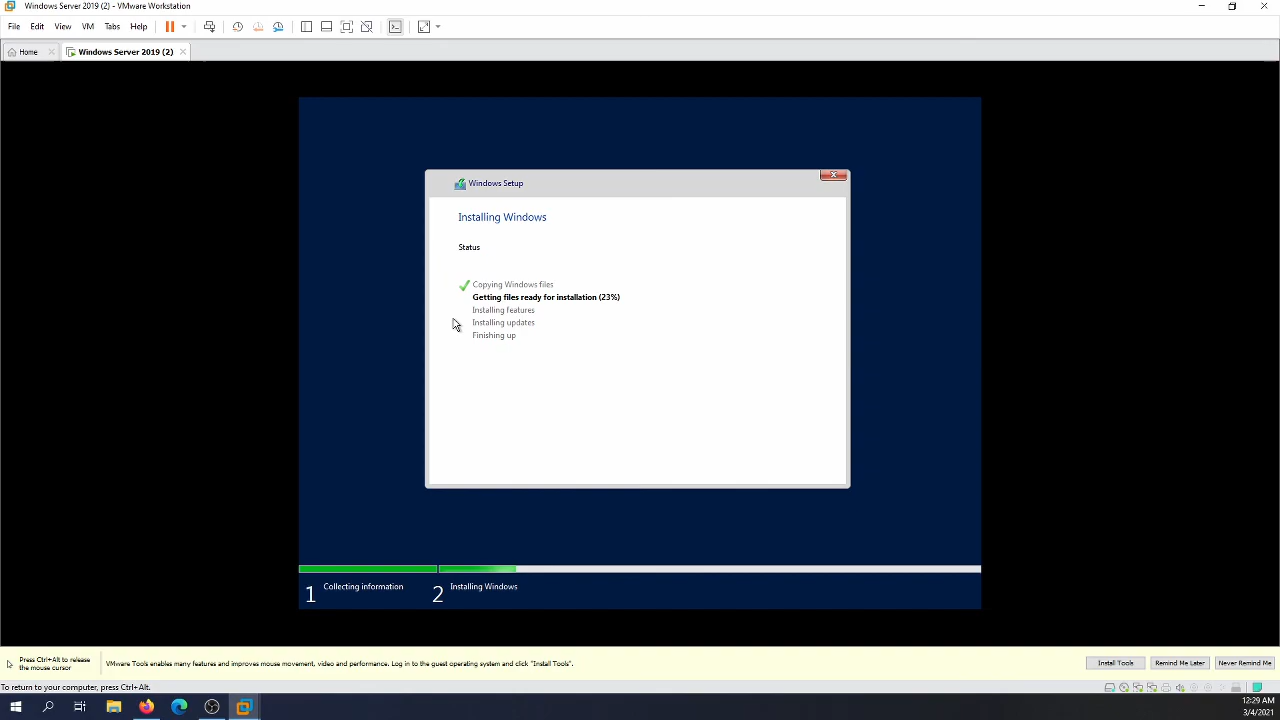 Windows Server 2019 (2) - VMware Workstation
File Edit View VM Tabs Help
Home Windows Server 2019 (2)
Windows Setup
Installing Windows
Status
Copying Windows files
Getting files ready for installation (23%)
Installing features
Installing updates
Finishing up
1 Collecting information 2 Installing Windows
Press Ctrl+Alt to release
the mouse cursor
VMware Tools enables many features and improves mouse movement, video and performance. Log in to the guest operating system and click "Install Tools".
Install Tools Remind Me Later Never Remind Me
To return to your computer, press Ctrl+Alt.
12:29 AM
3/4/2021